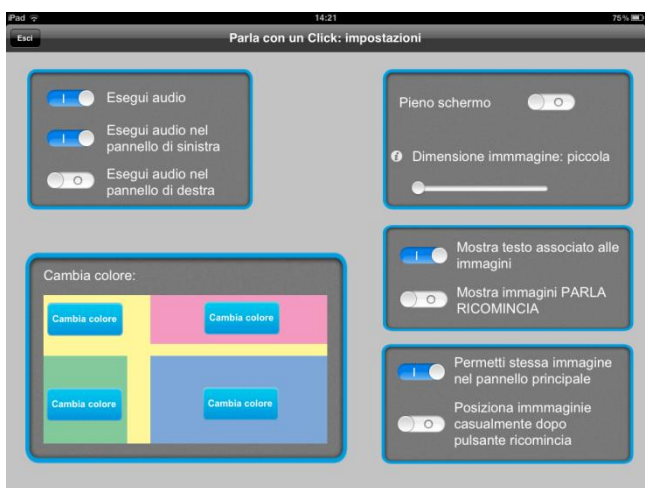 iPad 14:21 75%
Esci Parla con un Click: impostazioni
Esegui audio
Esegui audio nel
pannello di sinistra
Esegui audio nel
pannello di destra
Pieno schermo
Dimensione immmagine: piccola
Cambia colore:
Cambia colore Cambia colore
Cambia colore Cambia colore
Mostra testo associato alle
immagini
Mostra immagini PARLA
RICOMINCIA
Permetti stessa immagine
nel pannello principale
Posiziona immmaginie
casualmente dopo
pulsante ricomincia